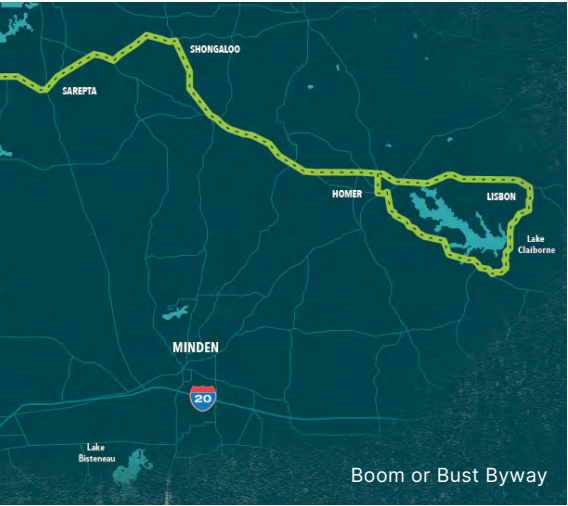 SHONGALOO
SAREPTA
HOMER
LISBON
Lake
Claiborne
MINDEN
20
Lake
Bisteneau
Boom or Bust Byway